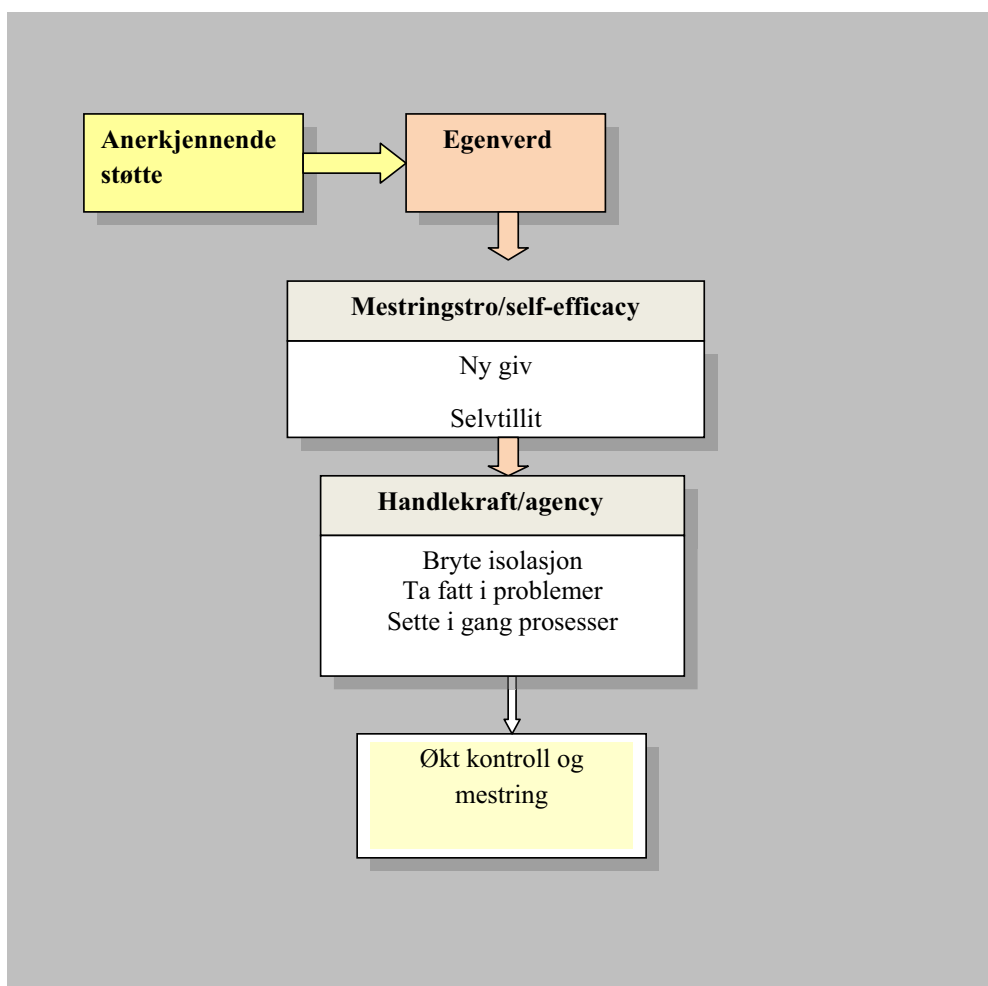 Anerkjennende
støtte
Egenverd
Mestringstro/self-efficacy
Ny giv
Selvtillit
Handlekraft/agency
Bryte isolasjon
Ta fatt i problemer
Sette i gang prosesser
Økt kontroll og
mestring